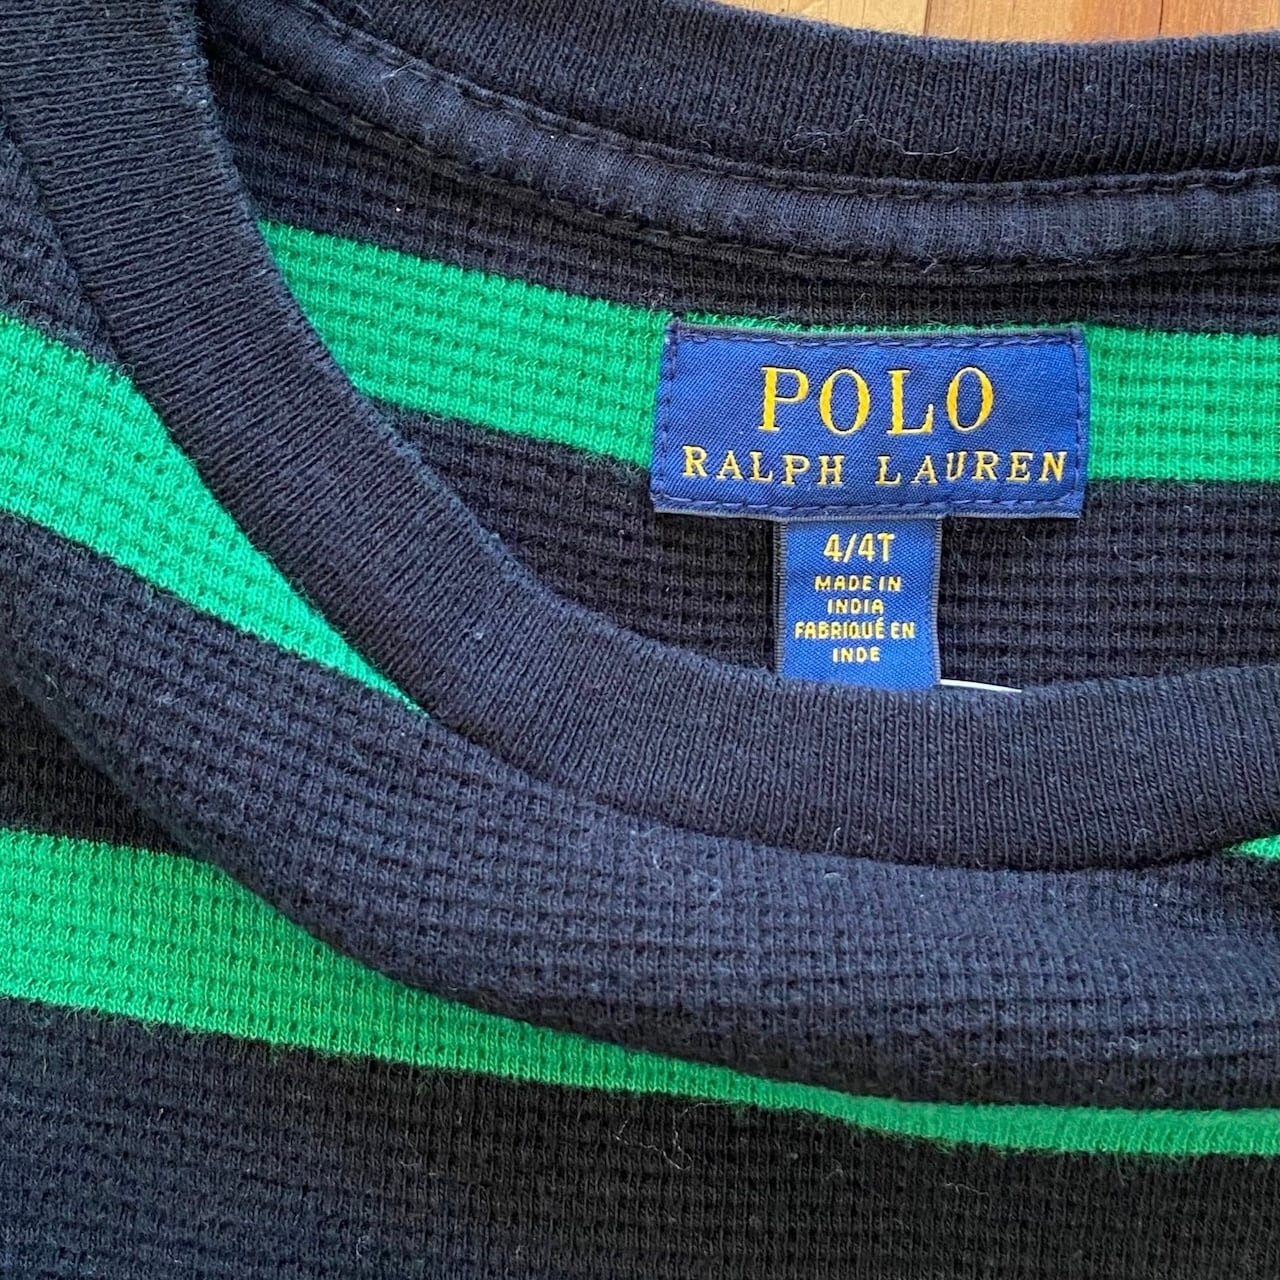 POLO
RALPH LAUREN
4/4T
MADE IN
INDIA
FABRIQUÉ EN
INDE